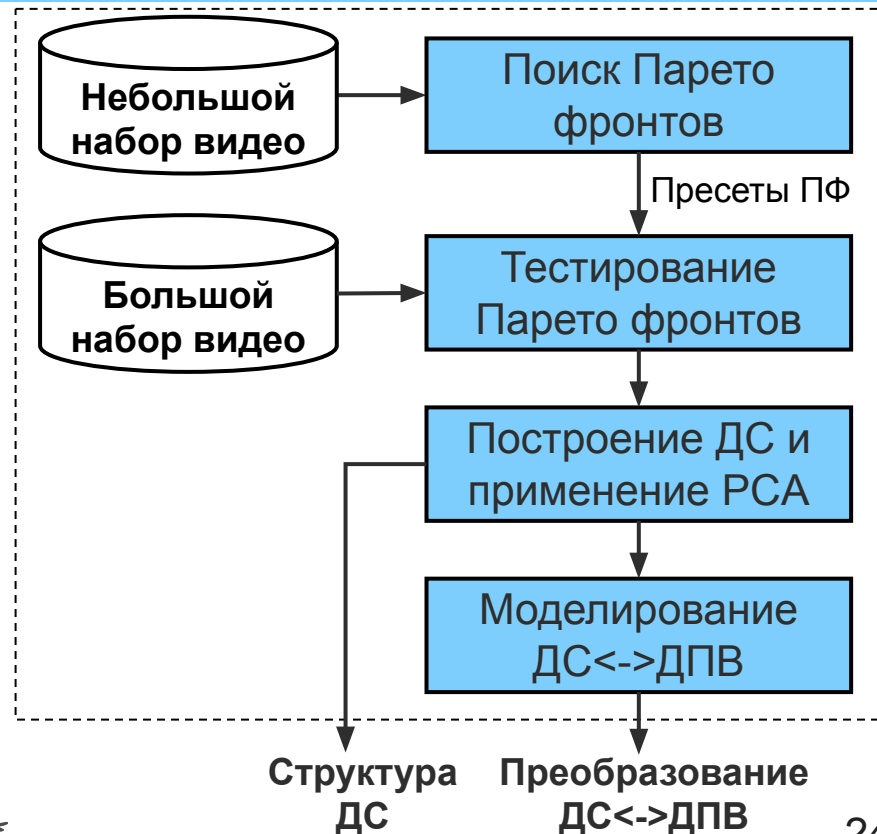 Небольшой
набор видео
Поиск Парето
фронтов
Пресеты ПФ
Большой
набор видео
Тестирование
Парето фронтов
Построение ДС и
применение PCA
Моделирование
ДС<->ДПВ
Структура
ДС
Преобразование
ДС<->ДПВ